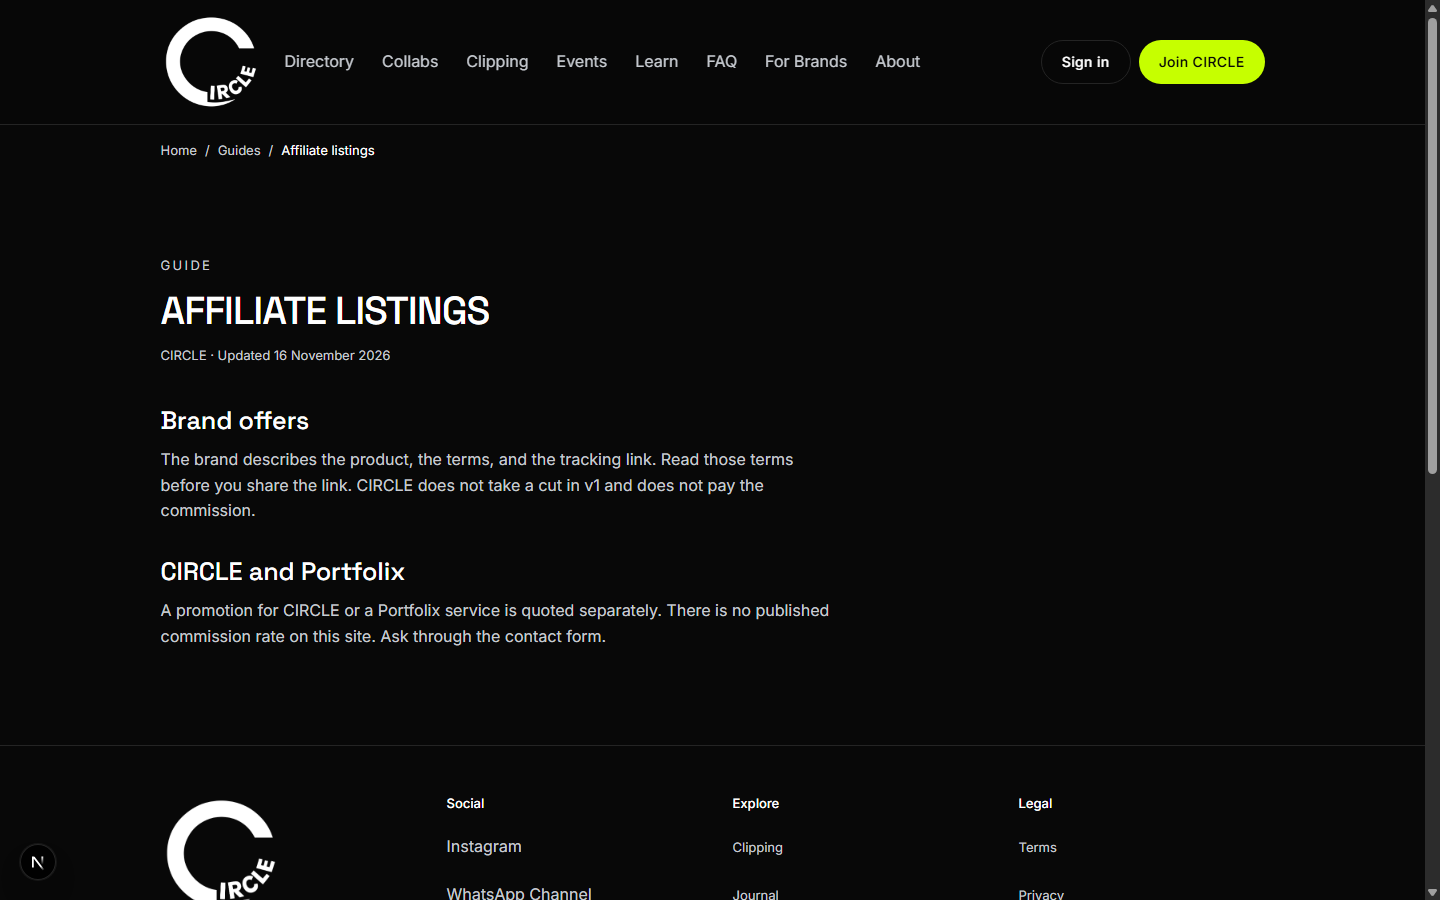 CIRCLE
Directory
Collabs
Clipping
Events
Learn
FAQ
For Brands
About
Sign in
Join CIRCLE
Home / Guides / Affiliate listings
GUIDE
AFFILIATE LISTINGS
CIRCLE · Updated 16 November 2026
Brand offers
The brand describes the product, the terms, and the tracking link. Read those terms
before you share the link. CIRCLE does not take a cut in v1 and does not pay the
commission.
CIRCLE and Portfolix
A promotion for CIRCLE or a Portfolix service is quoted separately. There is no published
commission rate on this site. Ask through the contact form.
CIRCLE
Social
Instagram
WhatsApp Channel
Explore
Clipping
Journal
Legal
Terms
Privacy
N